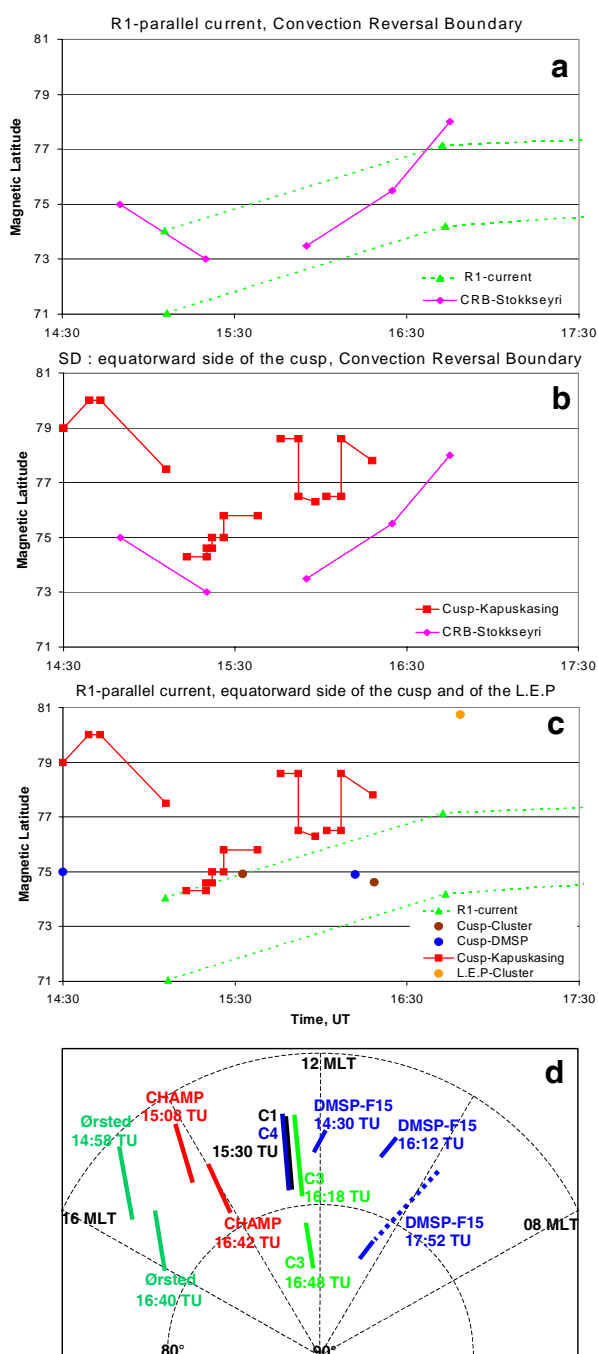 R1-parallel current, Convection Reversal Boundary
81
a
79
77
75
73
71
Magnetic Latitude
R1-current
CRB-Stokkseyri
14:30
15:30
16:30
17:30
SD : equatorward side of the cusp, Convection Reversal Boundary
81
b
79
77
75
73
71
Magnetic Latitude
Cusp-Kapuskasing
CRB-Stokkseyri
14:30
15:30
16:30
17:30
R1-parallel current, equatorward side of the cusp and of the L.E.P
81
c
79
77
75
73
71
Magnetic Latitude
R1-current
Cusp-Cluster
Cusp-DMSP
Cusp-Kapuskasing
L.E.P-Cluster
14:30
15:30
16:30
17:30
Time, UT
d
12 MLT
Ørsted
14:58 TU
CHAMP
15:08 TU
C1
C4
15:30 TU
DMSP-F15
14:30 TU
DMSP-F15
16:12 TU
C3
16:18 TU
16 MLT
08 MLT
CHAMP
16:42 TU
DMSP-F15
17:52 TU
C3
16:48 TU
Ørsted
16:40 TU
80°
90°